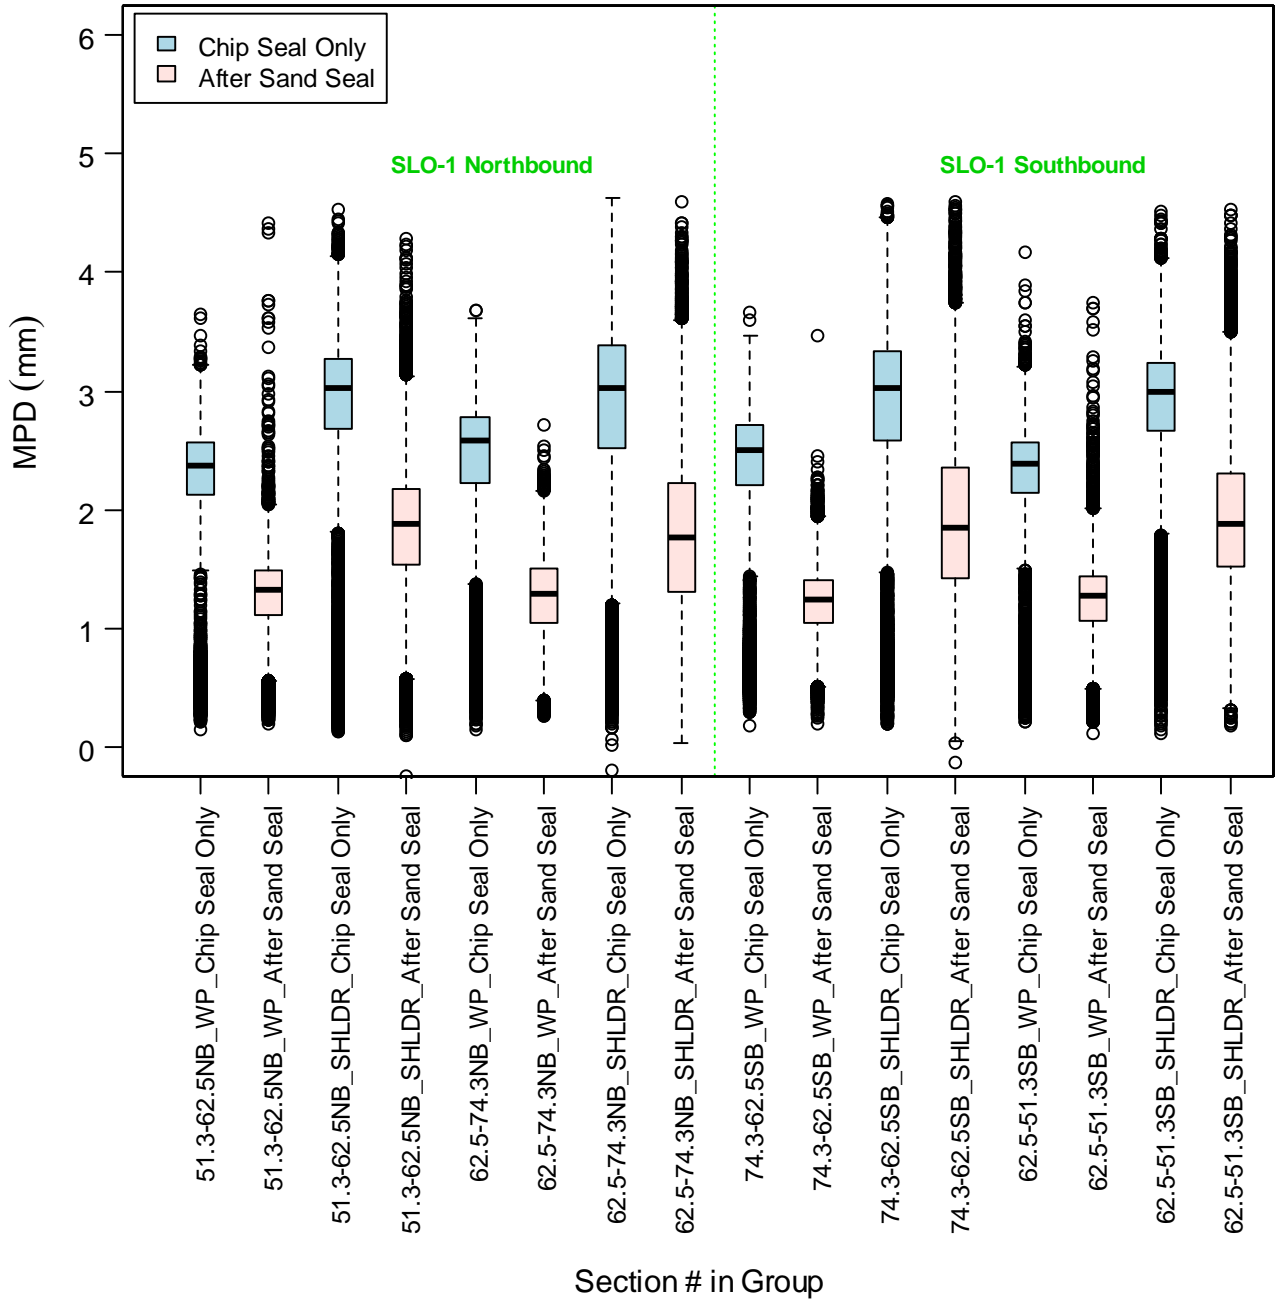 Chip Seal Only
After Sand Seal
SLO-1 Northbound
SLO-1 Southbound
MPD (mm)
6
5
4
3
2
1
0
51.3-62.5NB_WP_Chip Seal Only
51.3-62.5NB_WP_After Sand Seal
51.3-62.5NB_SHLDR_Chip Seal Only
51.3-62.5NB_SHLDR_After Sand Seal
62.5-74.3NB_WP_Chip Seal Only
62.5-74.3NB_WP_After Sand Seal
62.5-74.3NB_SHLDR_Chip Seal Only
62.5-74.3NB_SHLDR_After Sand Seal
74.3-62.5SB_WP_Chip Seal Only
74.3-62.5SB_WP_After Sand Seal
74.3-62.5SB_SHLDR_Chip Seal Only
74.3-62.5SB_SHLDR_After Sand Seal
62.5-51.3SB_WP_Chip Seal Only
62.5-51.3SB_WP_After Sand Seal
62.5-51.3SB_SHLDR_Chip Seal Only
62.5-51.3SB_SHLDR_After Sand Seal
Section # in Group